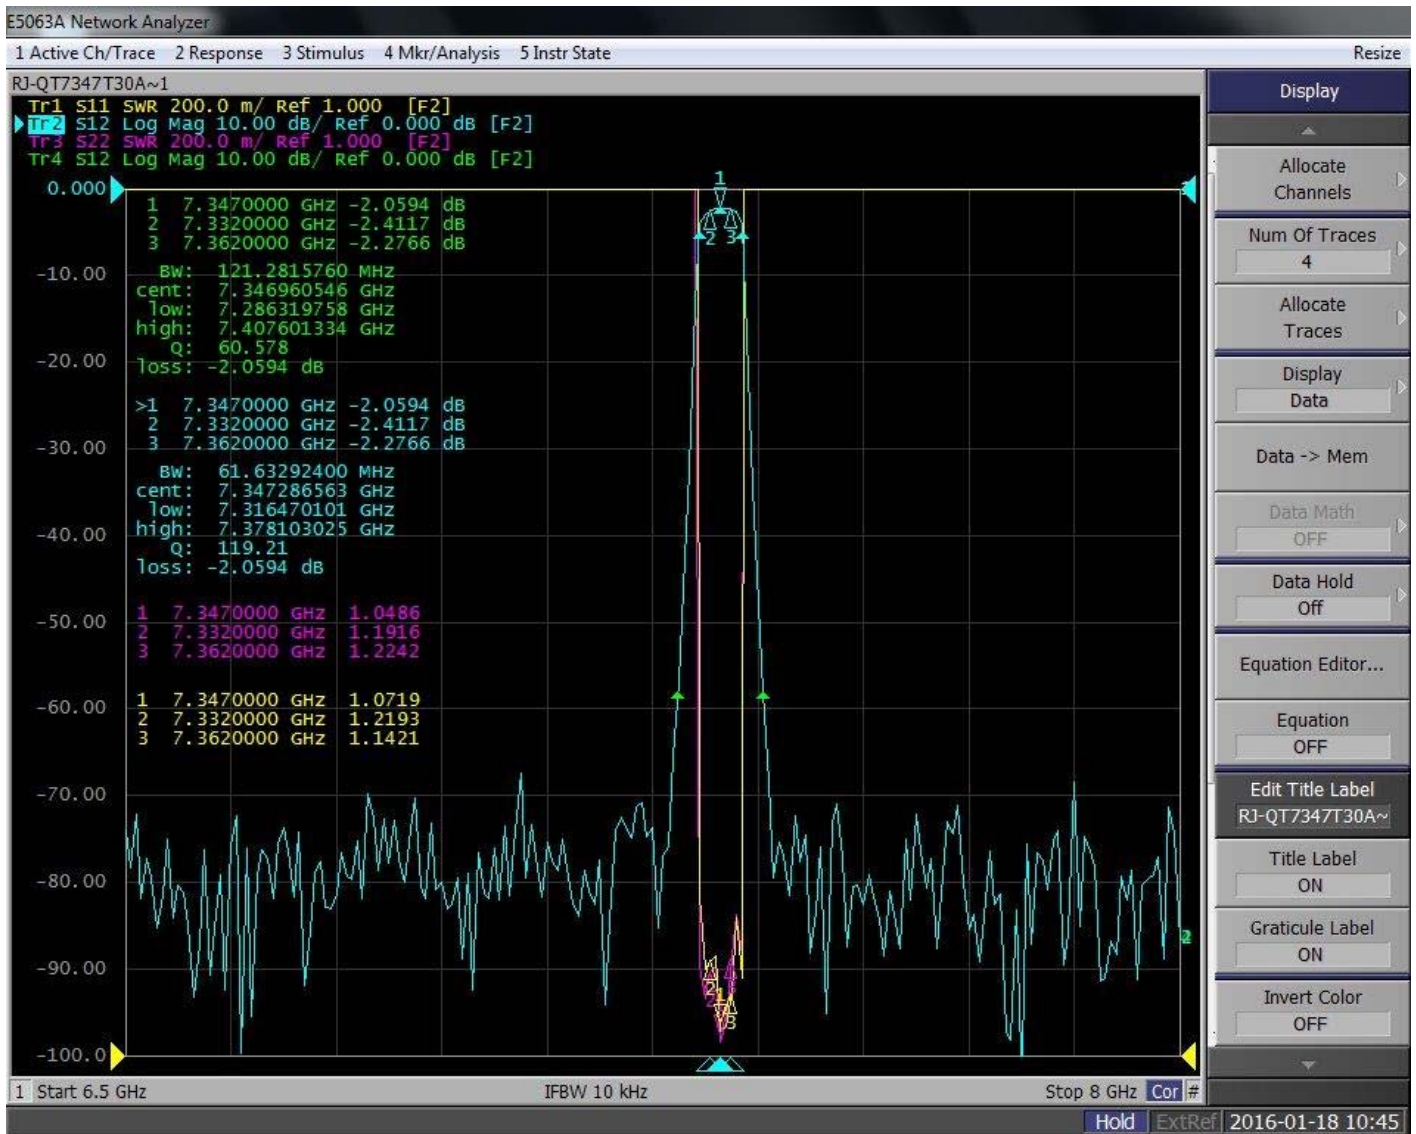 E5063A Network Analyzer
1 Active Ch/Trace 2 Response 3 Stimulus 4 Mkr/Analysis 5 Instr State Resize
RJ-QT7347T30A~1
Tr1 S11 SWR 200.0 m/ Ref 1.000 [F2]
Tr2 S12 Log Mag 10.00 dB/ Ref 0.000 dB [F2]
Tr3 S22 SWR 200.0 m/ Ref 1.000 [F2]
Tr4 S12 Log Mag 10.00 dB/ Ref 0.000 dB [F2]
0.000
-10.00
-20.00
-30.00
-40.00
-50.00
-60.00
-70.00
-80.00
-90.00
-100.0
1 7.3470000 GHz -2.0594 dB
2 7.3320000 GHz -2.4117 dB
3 7.3620000 GHz -2.2766 dB
BW: 121.2815760 MHz
cent: 7.346960546 GHz
low: 7.286319758 GHz
high: 7.407601334 GHz
Q: 60.578
loss: -2.0594 dB
>1 7.3470000 GHz -2.0594 dB
2 7.3320000 GHz -2.4117 dB
3 7.3620000 GHz -2.2766 dB
BW: 61.63292400 MHz
cent: 7.347286563 GHz
low: 7.316470101 GHz
high: 7.378103025 GHz
Q: 119.21
loss: -2.0594 dB
1 7.3470000 GHz 1.0486
2 7.3320000 GHz 1.1916
3 7.3620000 GHz 1.2242
1 7.3470000 GHz 1.0719
2 7.3320000 GHz 1.2193
3 7.3620000 GHz 1.1421
1
2 3
2
2
1
3
1 Start 6.5 GHz IFBW 10 kHz Stop 8 GHz Cor #
Hold ExtRef 2016-01-18 10:45
Display
Allocate
Channels
Num Of Traces
4
Allocate
Traces
Display
Data
Data -> Mem
Data Math
OFF
Data Hold
Off
Equation Editor...
Equation
OFF
Edit Title Label
RJ-QT7347T30A~
Title Label
ON
Graticule Label
ON
Invert Color
OFF